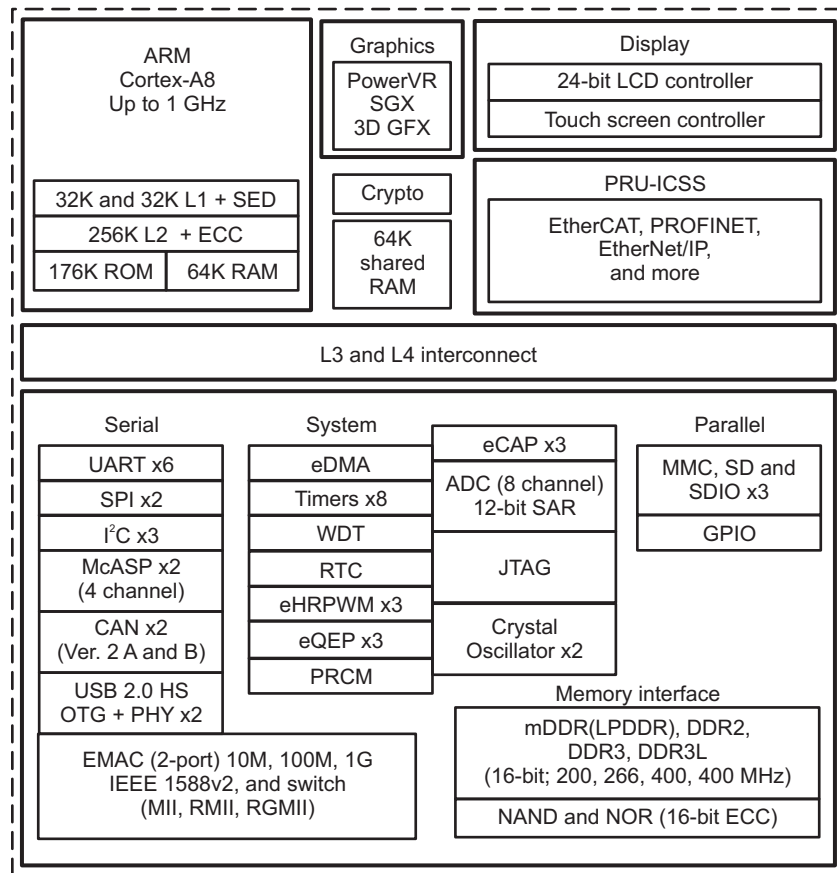 ARM
Cortex-A8
Up to 1 GHz
32K and 32K L1 + SED
256K L2 + ECC
176K ROM
64K RAM
Graphics
PowerVR
SGX
3D GFX
Crypto
64K
shared
RAM
Display
24-bit LCD controller
Touch screen controller
PRU-ICSS
EtherCAT, PROFINET,
EtherNet/IP,
and more
L3 and L4 interconnect
Serial
UART x6
SPI x2
I²C x3
McASP x2
(4 channel)
CAN x2
(Ver. 2 A and B)
USB 2.0 HS
OTG + PHY x2
EMAC (2-port) 10M, 100M, 1G
IEEE 1588v2, and switch
(MII, RMII, RGMII)
System
eDMA
Timers x8
WDT
RTC
eHRPWM x3
eQEP x3
PRCM
eCAP x3
ADC (8 channel)
12-bit SAR
JTAG
Crystal
Oscillator x2
Parallel
MMC, SD and
SDIO x3
GPIO
Memory interface
mDDR(LPDDR), DDR2,
DDR3, DDR3L
(16-bit; 200, 266, 400, 400 MHz)
NAND and NOR (16-bit ECC)